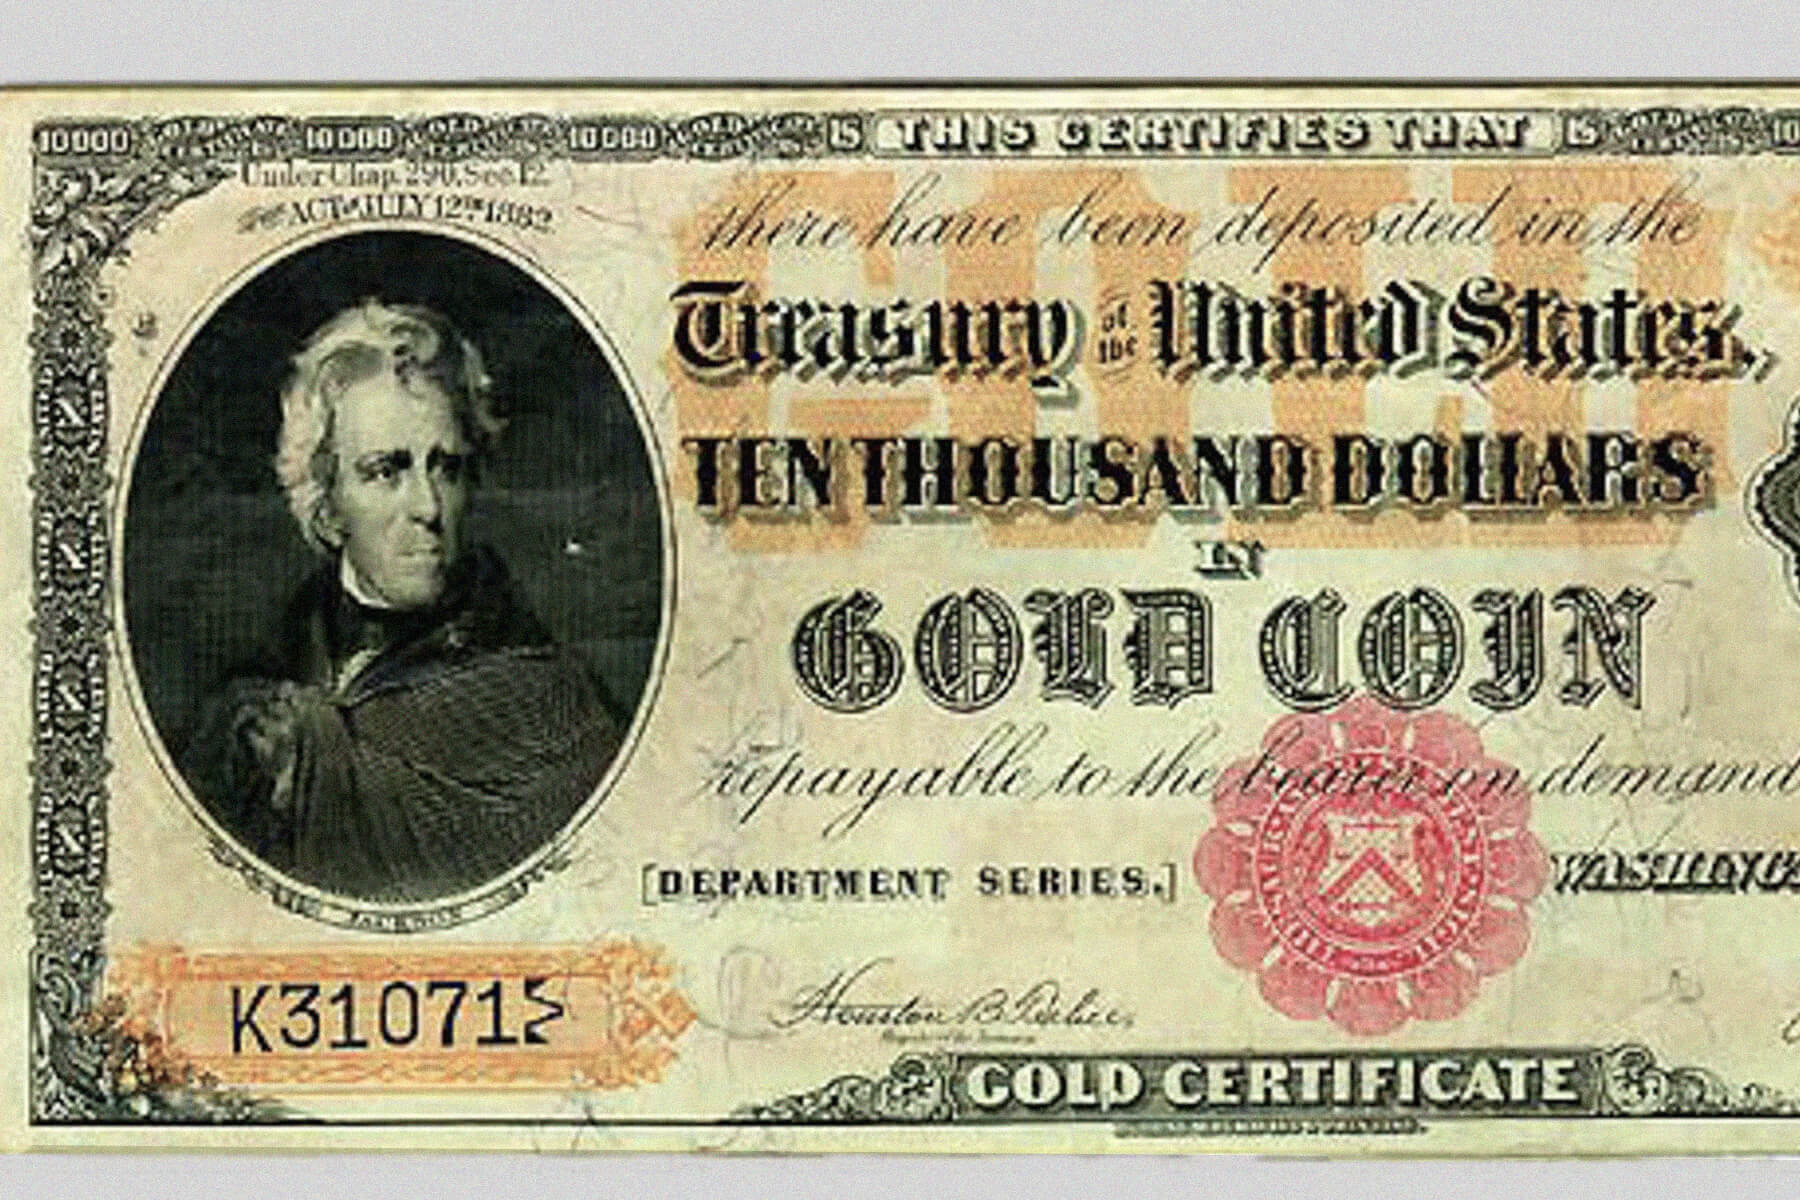 10000 10000 10000 THIS CERTIFIES THAT
Under Chap. 290, Sec. 12.
ACT of JULY 12TH 1882
there have been deposited in the
Treasury of the United States,
TEN THOUSAND DOLLARS
IN
GOLD COIN
repayable to the bearer on demand
[DEPARTMENT SERIES.]
JACKSON
K31071
GOLD CERTIFICATE